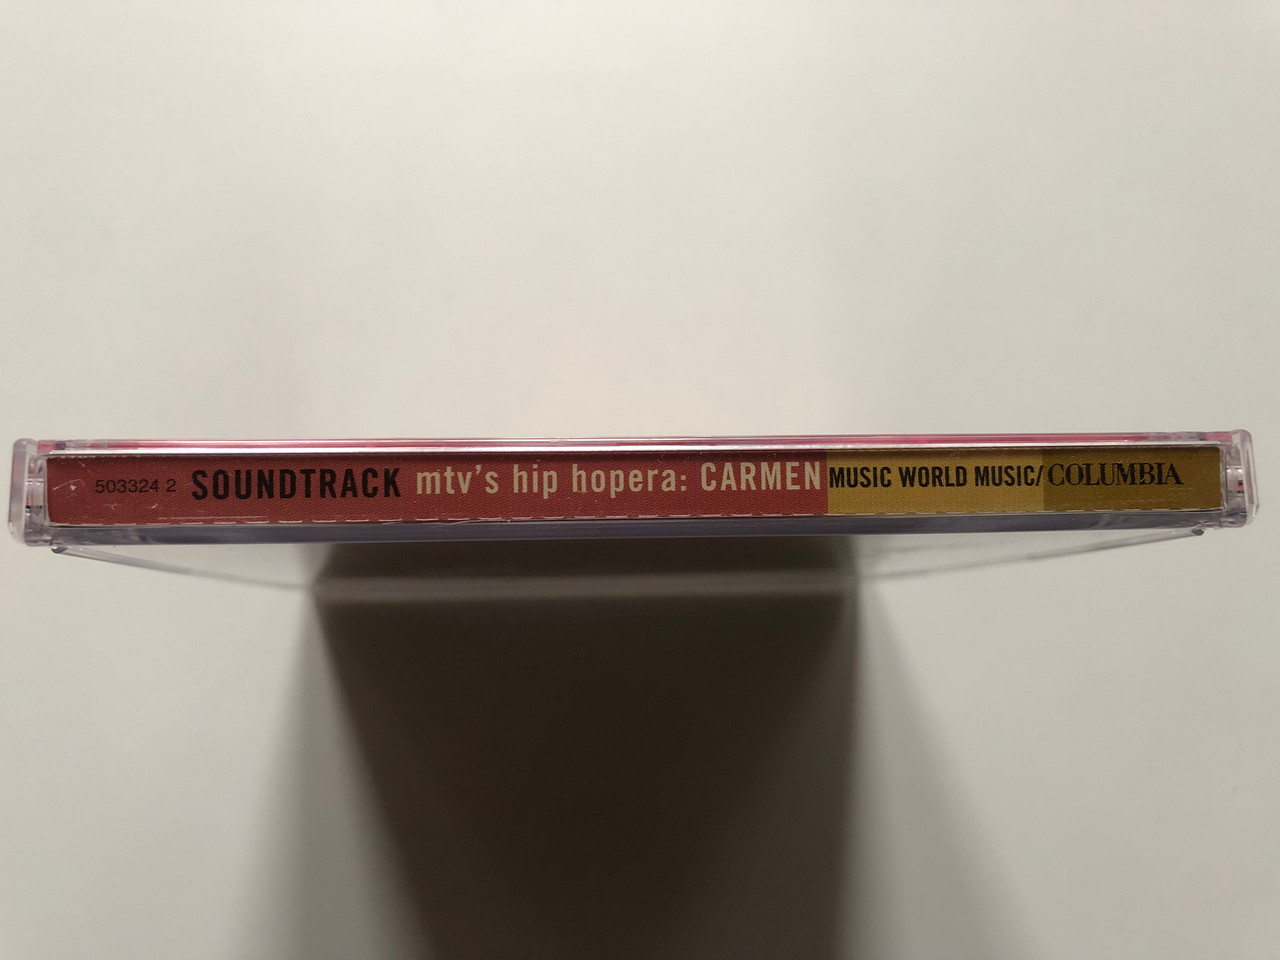 503324 2 SOUNDTRACK mtv's hip hopera: CARMEN MUSIC WORLD MUSIC/COLUMBIA